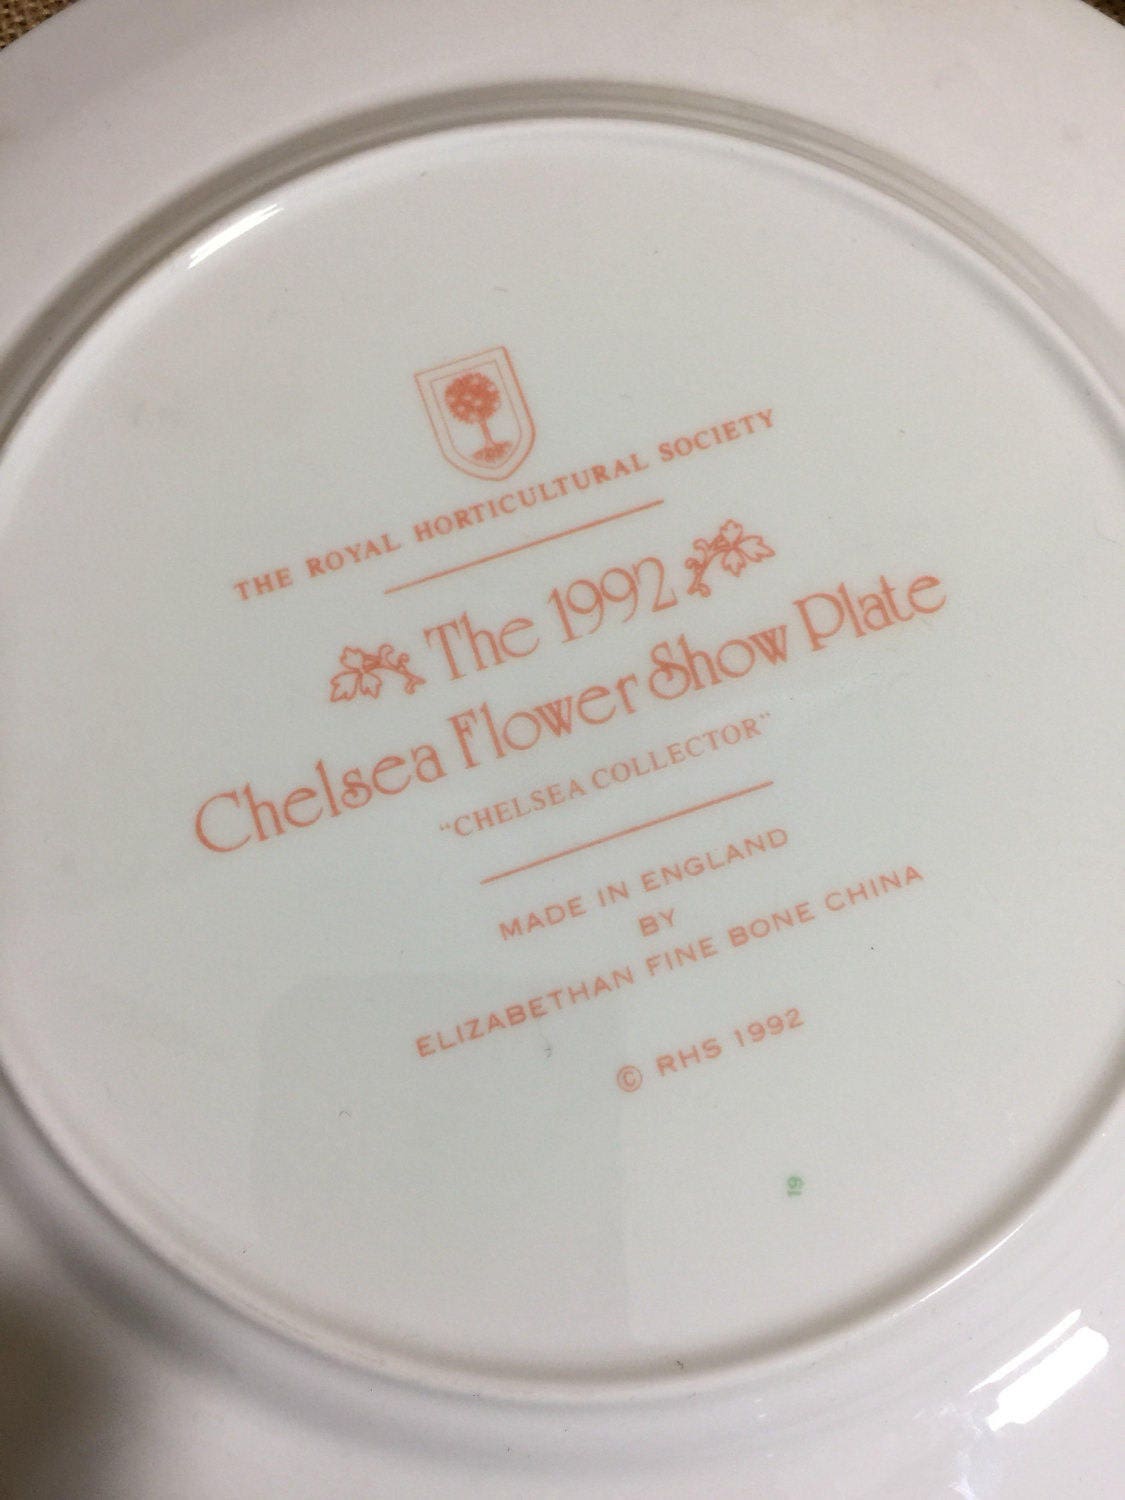 THE ROYAL HORTICULTURAL SOCIETY
The 1992
Chelsea Flower Show Plate
“CHELSEA COLLECTOR”
MADE IN ENGLAND
BY
ELIZABETHAN FINE BONE CHINA
© RHS 1992